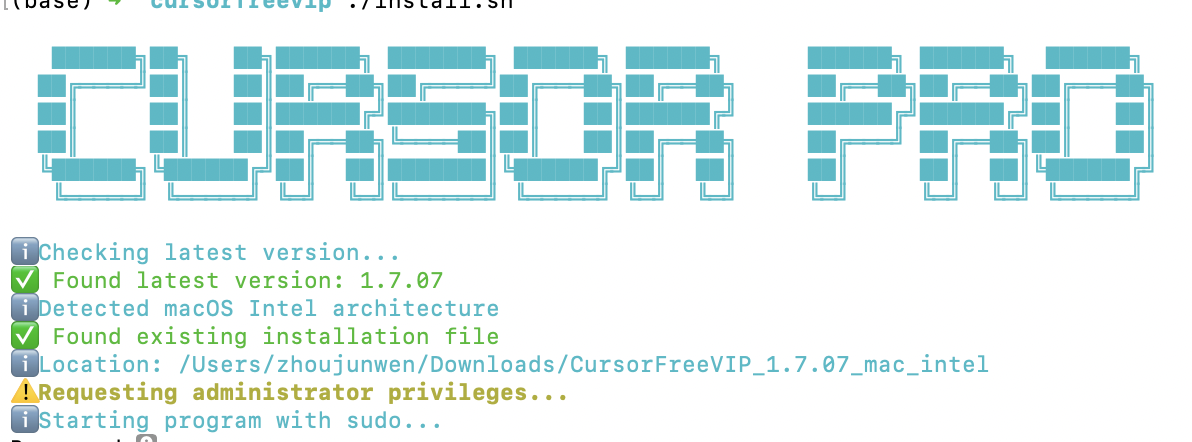 (base) → cursorfreevip ./install.sh
CURSOR PRO
ℹ️Checking latest version...
✅ Found latest version: 1.7.07
ℹ️Detected macOS Intel architecture
✅ Found existing installation file
ℹ️Location: /Users/zhoujunwen/Downloads/CursorFreeVIP_1.7.07_mac_intel
⚠️Requesting administrator privileges...
ℹ️Starting program with sudo...